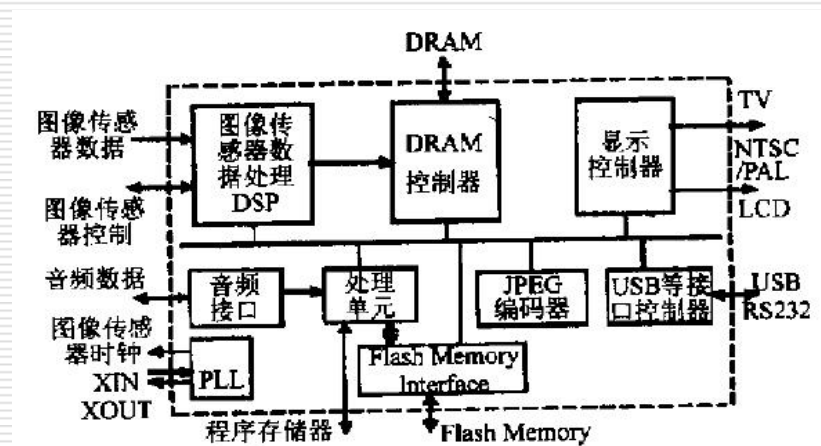 DRAM
图像传感
器数据
图像传感
器控制
图像传
感器数
据处理
DSP
DRAM
控制器
显示
控制器
TV
NTSC
/PAL
LCD
音频数据
音频
接口
处理
单元
JPEG
编码器
USB等接
口控制器
USB
RS232
图像传感
器时钟
XIN
XOUT
PLL
Flash Memory
Interface
程序存储器
Flash Memory